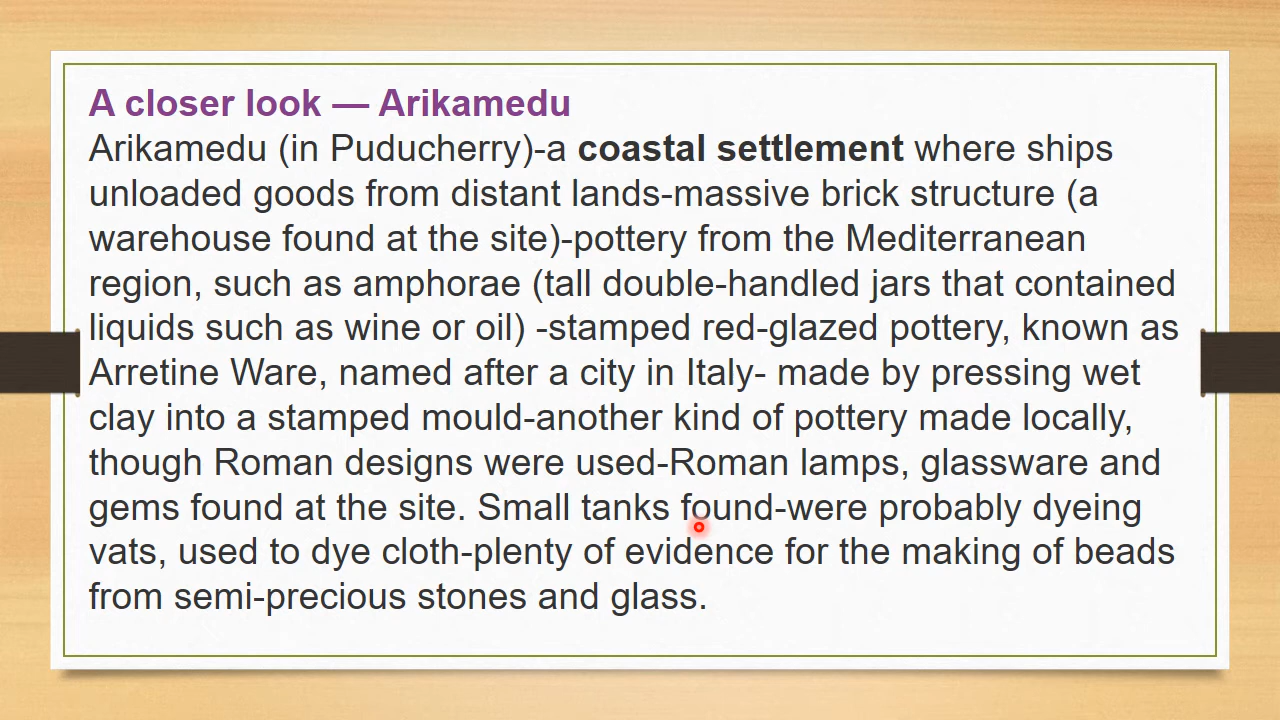 A closer look — Arikamedu
Arikamedu (in Puducherry)-a coastal settlement where ships
unloaded goods from distant lands-massive brick structure (a
warehouse found at the site)-pottery from the Mediterranean
region, such as amphorae (tall double-handled jars that contained
liquids such as wine or oil) -stamped red-glazed pottery, known as
Arretine Ware, named after a city in Italy- made by pressing wet
clay into a stamped mould-another kind of pottery made locally,
though Roman designs were used-Roman lamps, glassware and
gems found at the site. Small tanks found-were probably dyeing
vats, used to dye cloth-plenty of evidence for the making of beads
from semi-precious stones and glass.